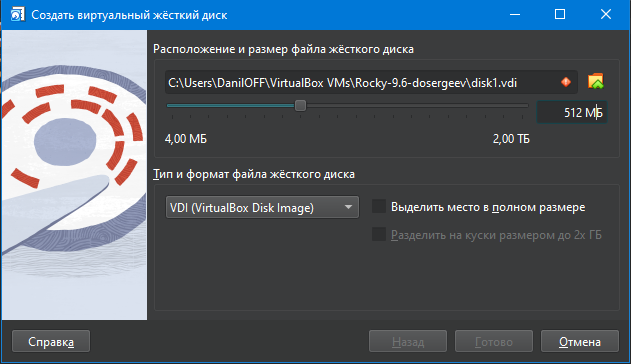 Создать виртуальный жёсткий диск
Расположение и размер файла жёсткого диска
C:\Users\DanilOFF\VirtualBox VMs\Rocky-9.6-dosergeev\disk1.vdi
512 МБ
4,00 МБ
2,00 ТБ
Тип и формат файла жёсткого диска
VDI (VirtualBox Disk Image)
Выделить место в полном размере
Разделить на куски размером до 2х ГБ
Справка
Назад
Готово
Отмена